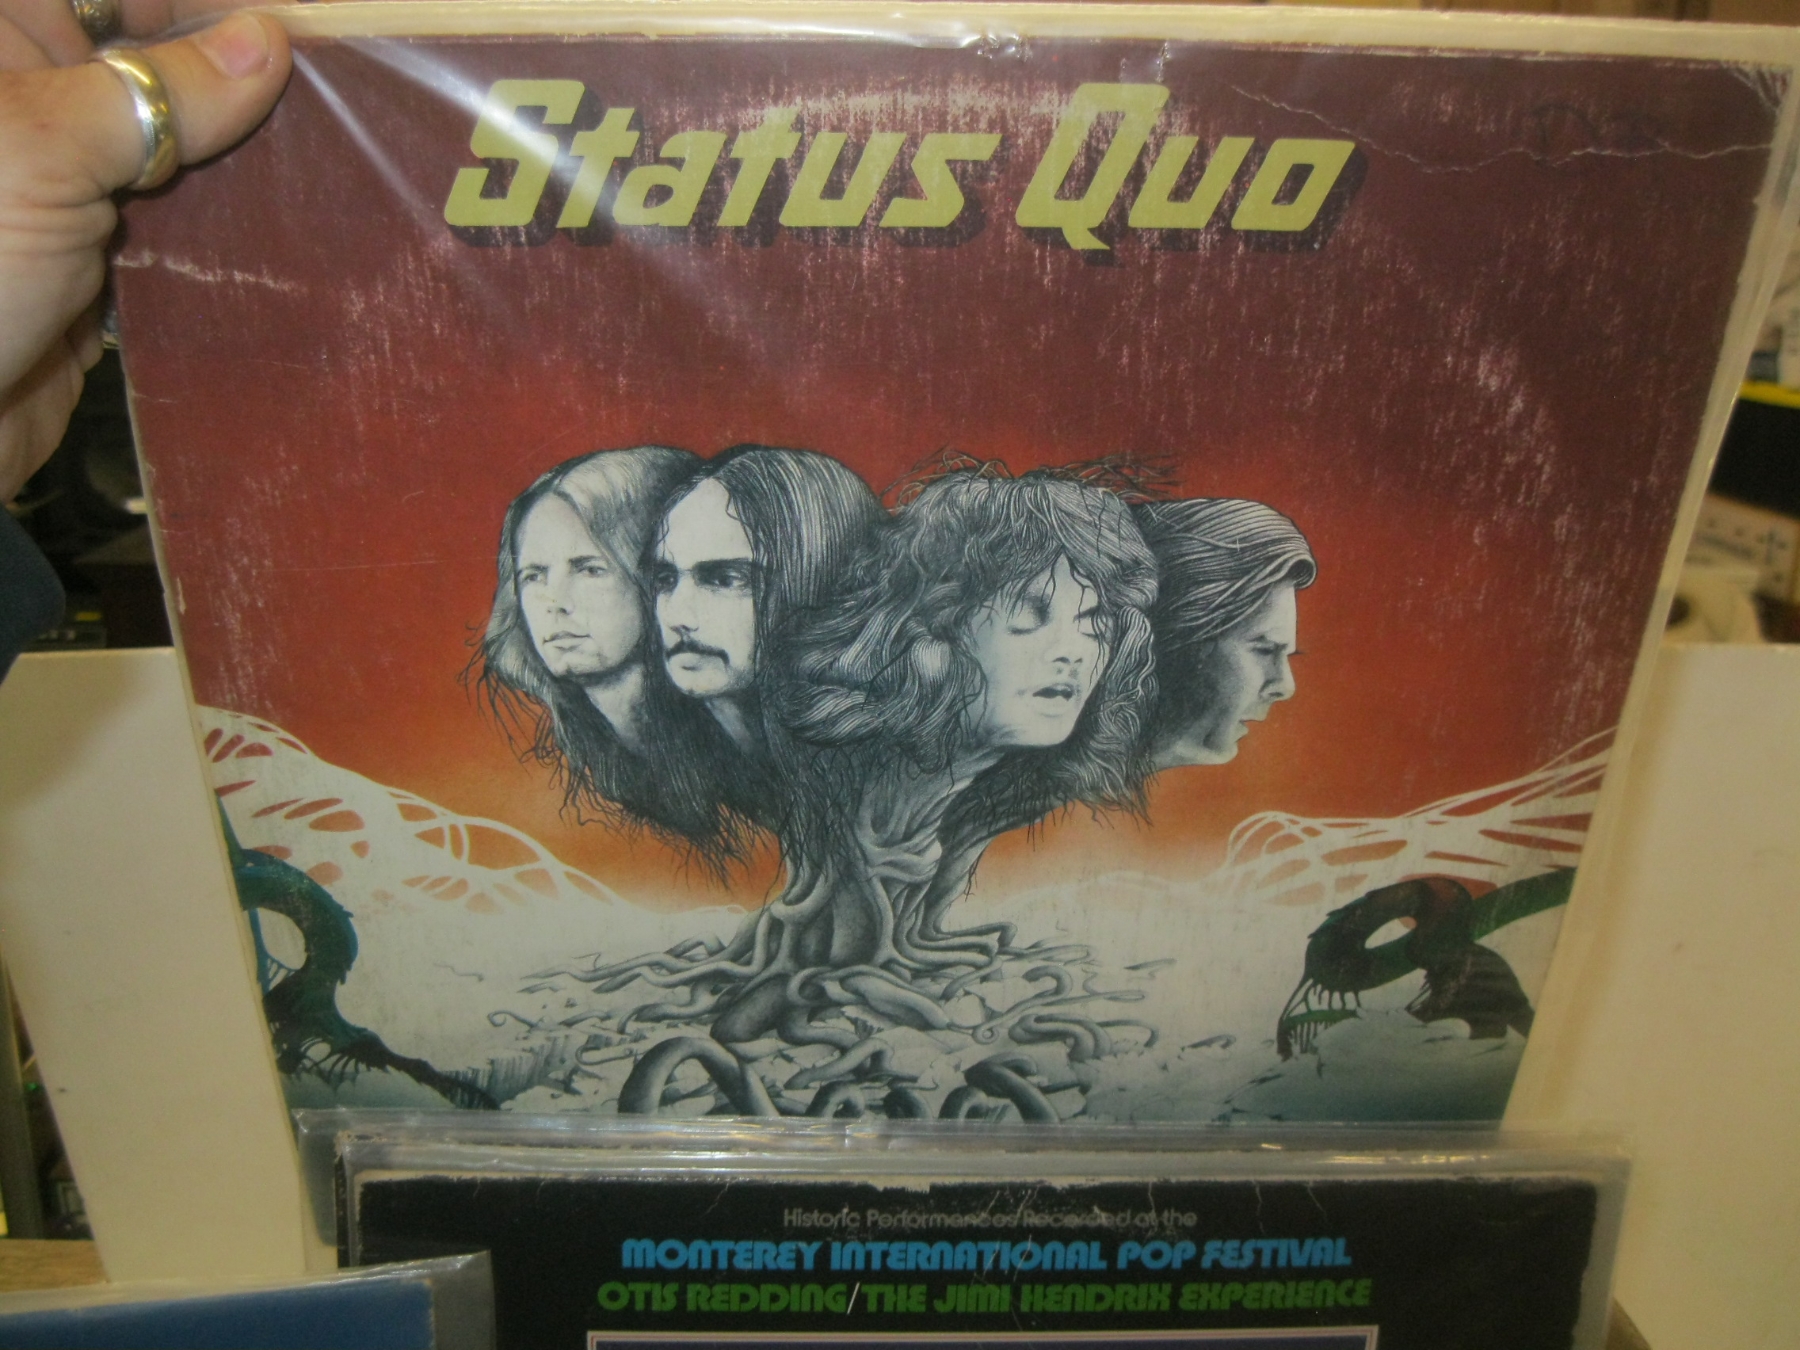 Status Quo
Historic Performances Recorded at the
MONTEREY INTERNATIONAL POP FESTIVAL
OTIS REDDING/THE JIMI HENDRIX EXPERIENCE